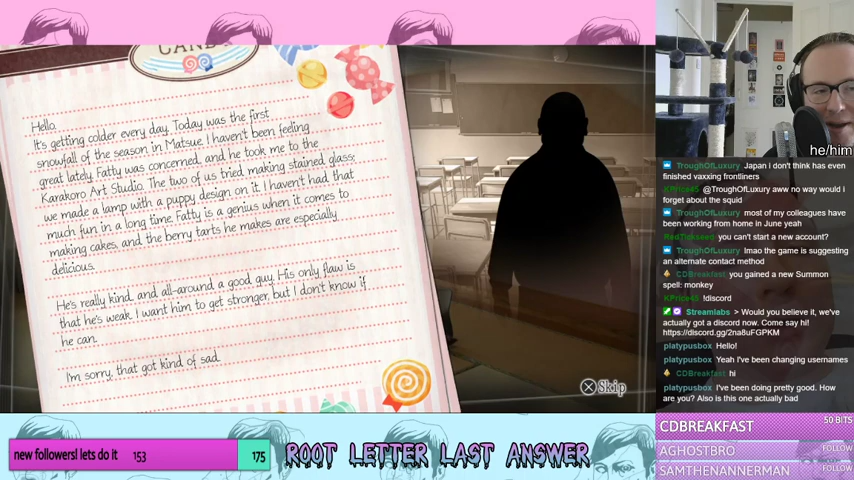 CANDY
Hello.
It's getting colder every day. Today was the first
snowfall of the season in Matsue. I haven't been feeling
great lately. Fatty was concerned, and he took me to the
Karakoro Art Studio. The two of us tried making stained glass;
we made a lamp with a puppy design on it. I haven't had that
much fun in a long time. Fatty is a genius when it comes to
making cakes, and the berry tarts he makes are especially
delicious.
He's really kind, and all-around a good guy. His only flaw is
that he's weak. I want him to get stronger, but I don't know if
he can.
I'm sorry, that got kind of sad.
Skip
he/him
TroughOfLuxury Japan I don't think has even
finished vaxxing frontliners
KPrice45 @TroughOfLuxury aww no way would i
forget about the squid
TroughOfLuxury most of my colleagues have
been working from home in June yeah
RedTickseed you can't start a new account?
TroughOfLuxury lmao the game is suggesting
an alternate contact method
CDBreakfast you gained a new Summon
spell: monkey
KPrice45 !discord
Streamlabs > Would you believe it, we've
actually got a discord now. Come say hi!
https://discord.gg/2na8uFGPKM
platypusbox Hello!
platypusbox Yeah I've been changing usernames
CDBreakfast hi
platypusbox I've been doing pretty good. How
are you? Also is this one actually bad
new followers! lets do it 153 175
ROOT LETTER LAST ANSWER
CDBREAKFAST 50 BITS
AGHOSTBRO FOLLOW
SAMTHENANNERMAN FOLLOW